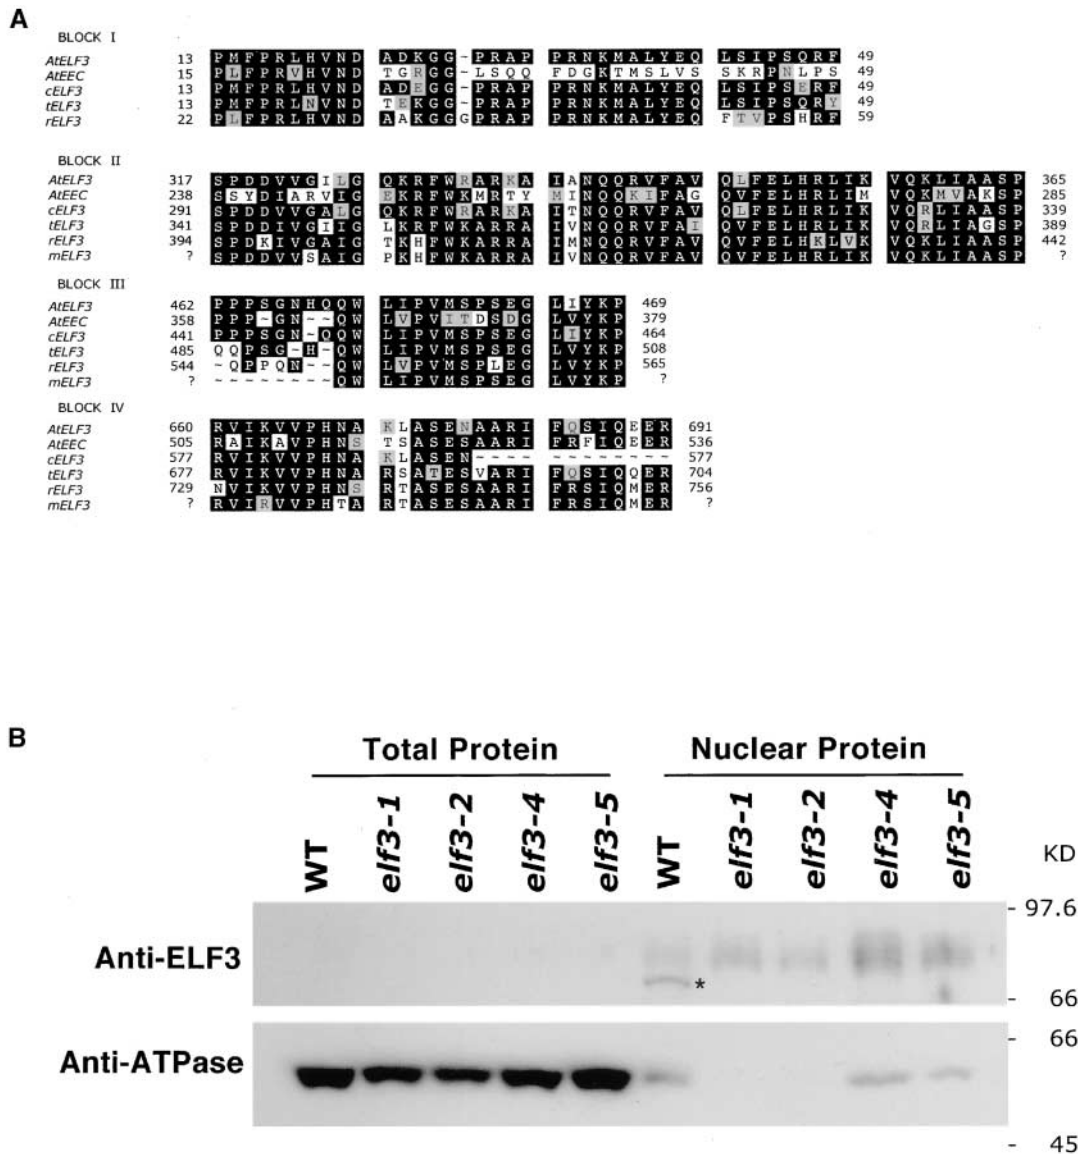 A
BLOCK I
AtELF3 13 PMFPRLHVND ADKGG~PRAP PRNKMALYEQ LSIPSQRF 49
AtEEC 15 PLFPRVHVND TGRGG~LSQQ FDGKTMSLVS SKRPSNLPS 49
cELF3 13 PMFPRLHVND ADEGG~PRAP PRNKMALYEQ LSIPSERF 49
tELF3 13 PMFPRLNVND TEKGG~PRAP PRNKMALYEQ LSIPSQRY 49
rELF3 22 PLFPRLHVND AAKGGGPRAP PRNKMALYEQ FTVPSHRF 59
BLOCK II
AtELF3 317 SPDDVVGILG QKRFWRARKA IANQQRVFAV QLFELHRLIK VQKLIAASP 365
AtEEC 238 SSYDIARVIG EKRFWKMRTY MINQQKIFAG QVFELHRLIM VQKMVAKSP 285
cELF3 291 SPDDVVGALG QKRFWRARKA ITNQQRVFAV QLFELHRLIK VQRLIAASP 339
tELF3 341 SPDDIVGIIG LKRFWKARRA IVNQQRVFAI QVFELHRLIK VQRLIAGSP 389
rELF3 394 SPDKIVGAIG TKHFWKARRA IMNQQRVFAV QVFELHKLVK VQKLIAASP 442
mELF3 ? SPDDIVSAIG PKHFWKARRA IVNQQRVFAV QVFELHRLIK VQKLIAASP ?
BLOCK III
AtELF3 462 PPPSGNHQQW LIPVMSPSEG LIYKP 469
AtEEC 358 PPP~GN~~QW LVPVITDSDG LVYKP 379
cELF3 441 PPPSGN~QQW LIPVMSPSEG LIYKP 464
tELF3 485 QQPSG~H~QW LIPVMSPSEG LVYKP 508
rELF3 544 ~QPPQN~~QW LVPVMSPLEG LVYKP 565
mELF3 ? ~~~~~~~~QW LIPVMSPSEG LVYKP ?
BLOCK IV
AtELF3 660 RVIKVVPHNA KLASENAARI FQSIQEER 691
AtEEC 505 RAIKAVPHNS TSASESAARI FRFIQEER 536
cELF3 577 RVIKVVPHNA KLASEN~~~~ ~~~~~~~~ 577
tELF3 677 RVIKVVPHNA RSATESVARI FQSIQQER 704
rELF3 729 NVIKVVPHNS RTASESAARI FRSIQMER 756
mELF3 ? RVIRVVPHTA RTASESAARI FRSIQMER ?
B
Total Protein Nuclear Protein
WT elf3-1 elf3-2 elf3-4 elf3-5 WT elf3-1 elf3-2 elf3-4 elf3-5
KD
- 97.6
Anti-ELF3
*
- 66
- 66
Anti-ATPase
- 45